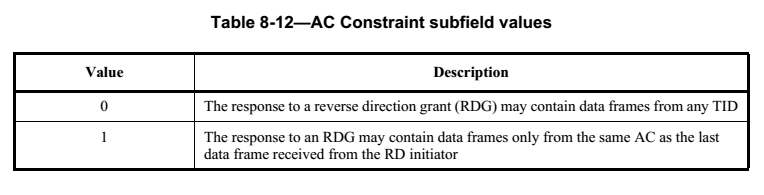 Table 8-12—AC Constraint subfield values
Value Description
0 The response to a reverse direction grant (RDG) may contain data frames from any TID
1 The response to an RDG may contain data frames only from the same AC as the last
data frame received from the RD initiator